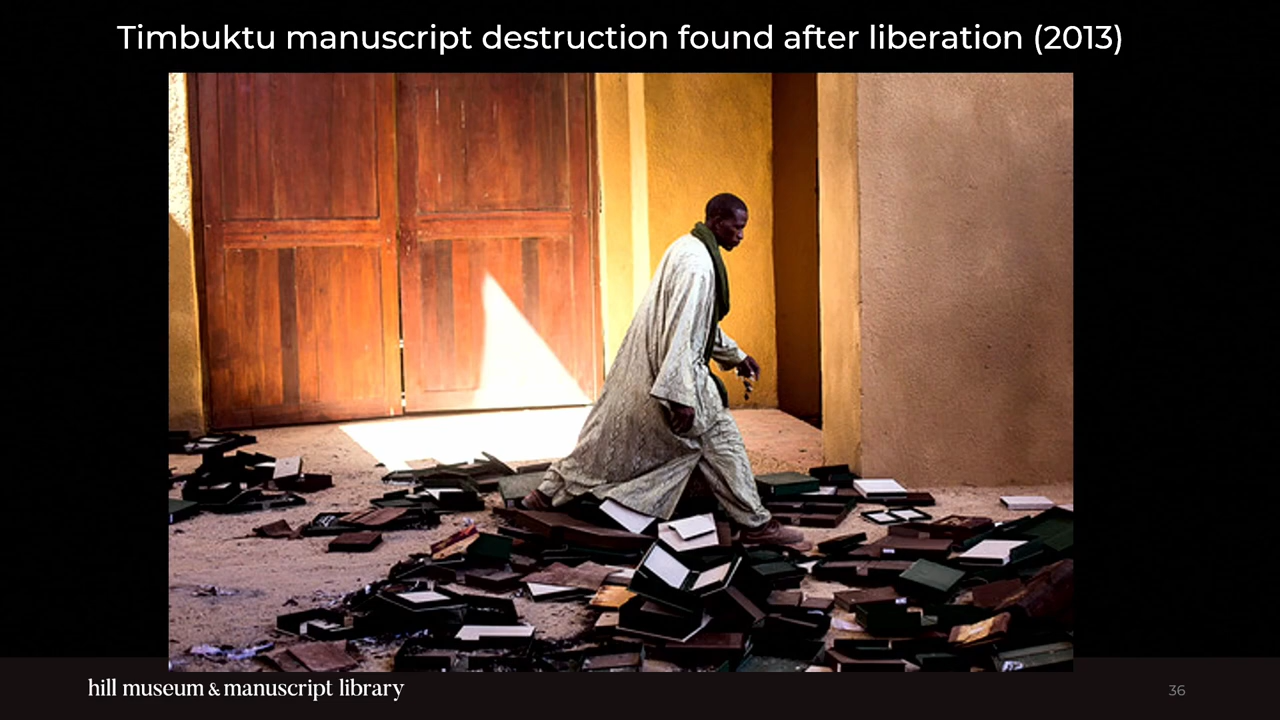 Timbuktu manuscript destruction found after liberation (2013)
hill museum & manuscript library
36